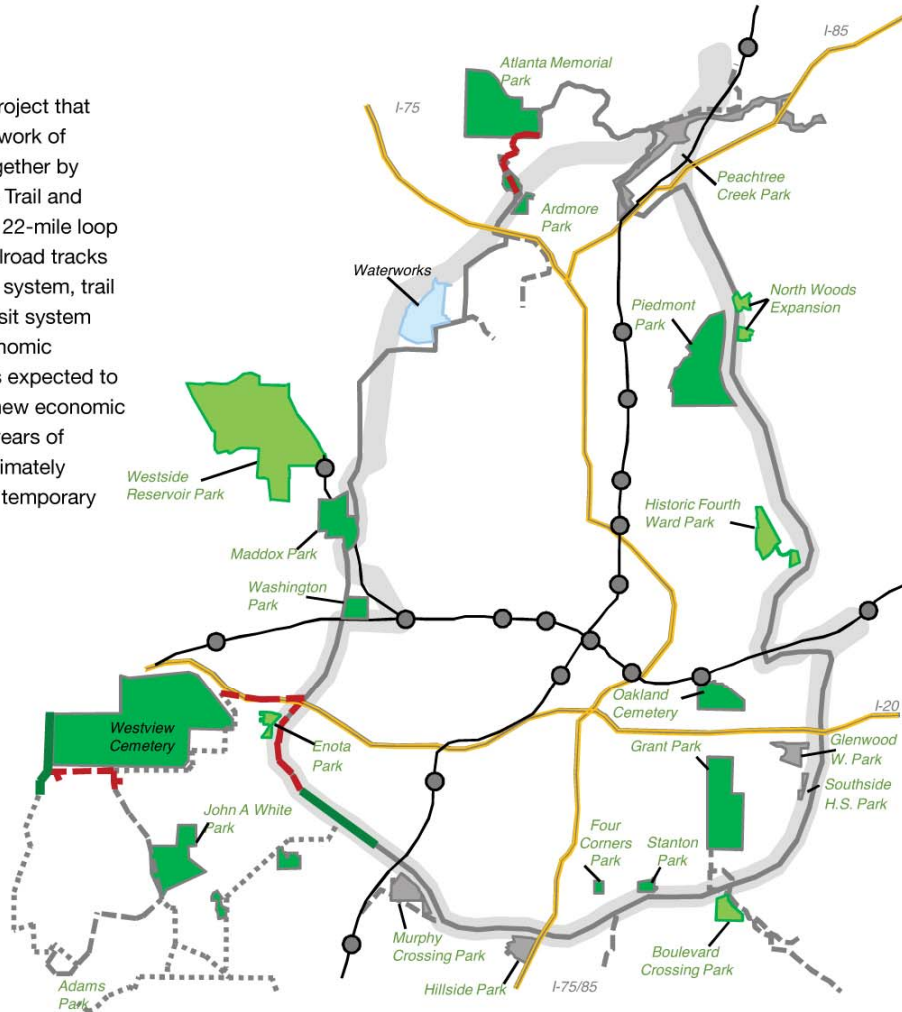 roject that
work of
gether by
Trail and
22-mile loop
lroad tracks
system, trail
sit system
nomic
s expected to
new economic
ears of
imately
temporary
I-85
Atlanta Memorial
Park
I-75
Peachtree
Creek Park
Ardmore
Park
Waterworks
North Woods
Expansion
Piedmont
Park
Westside
Reservoir Park
Historic Fourth
Ward Park
Maddox Park
Washington
Park
Oakland
Cemetery
I-20
Westview
Cemetery
Enota
Park
Grant Park
Glenwood
W. Park
Southside
H.S. Park
John A White
Park
Four
Corners
Park
Stanton
Park
Murphy
Crossing Park
Boulevard
Crossing Park
Hillside Park
I-75/85
Adams
Park